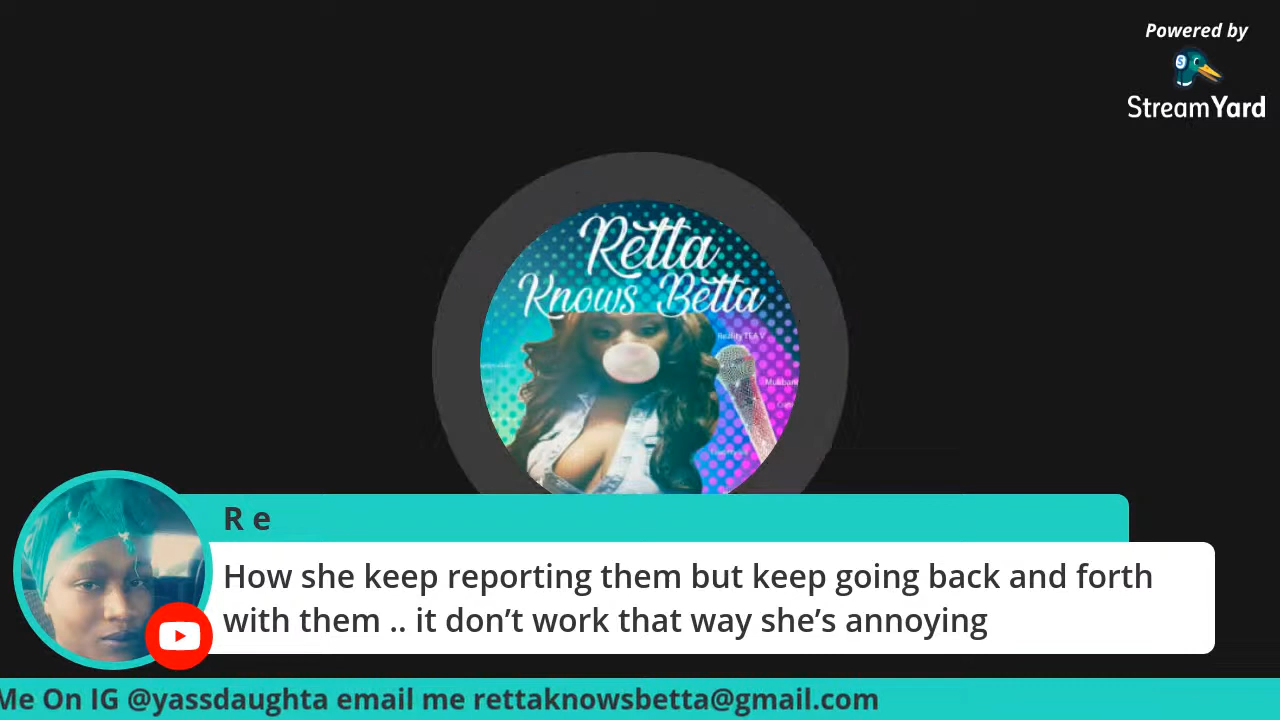 Powered by
StreamYard
Retta
Knows Betta
R e
How she keep reporting them but keep going back and forth
with them .. it don’t work that way she’s annoying
Me On IG @yassdaughta email me rettaknowsbetta@gmail.com